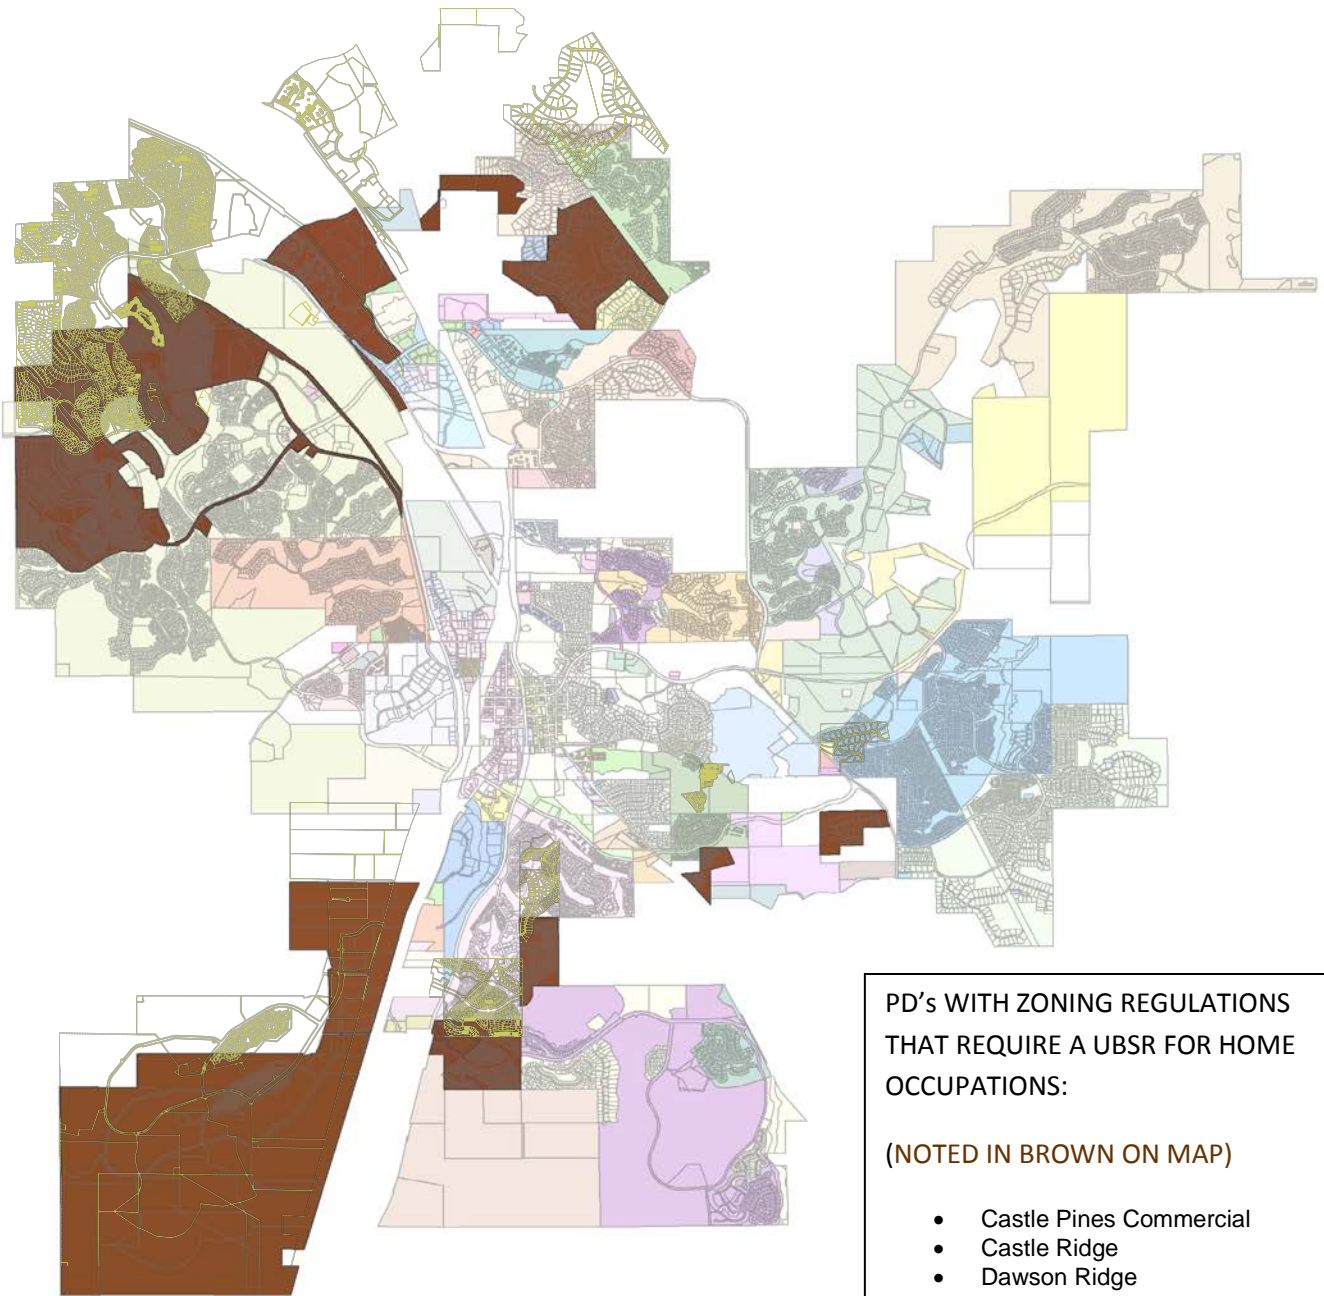 PD's WITH ZONING REGULATIONS
THAT REQUIRE A UBSR FOR HOME
OCCUPATIONS:
(NOTED IN BROWN ON MAP)
• Castle Pines Commercial
• Castle Ridge
• Dawson Ridge